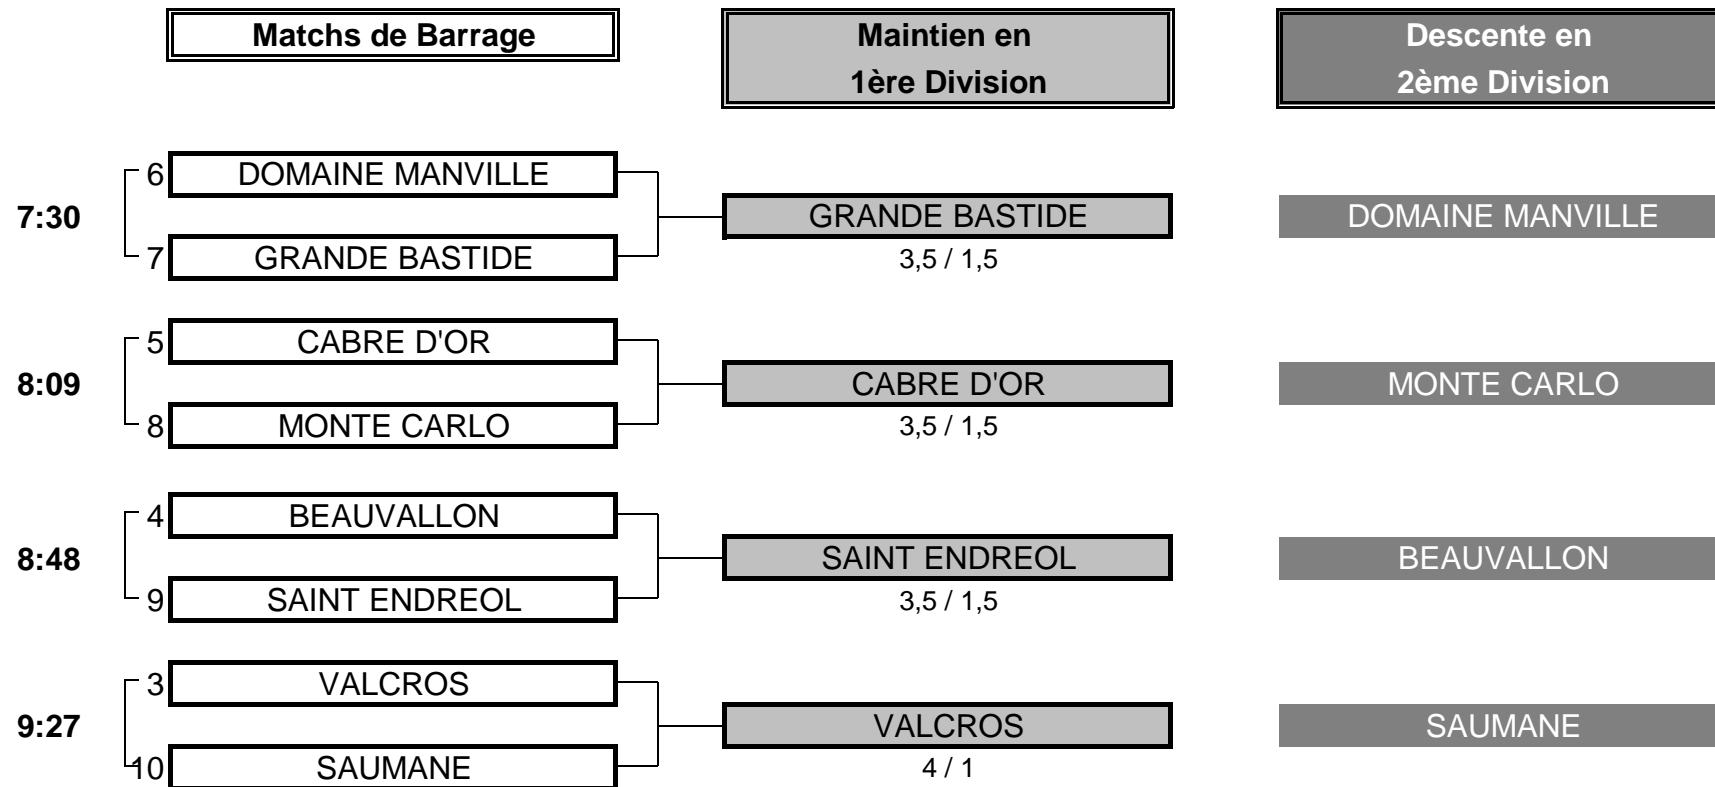 Matchs de Barrage
Maintien en
1ère Division
Descente en
2ème Division
7:30
6 DOMAINE MANVILLE
7 GRANDE BASTIDE
GRANDE BASTIDE
3,5 / 1,5
DOMAINE MANVILLE
8:09
5 CABRE D'OR
8 MONTE CARLO
CABRE D'OR
3,5 / 1,5
MONTE CARLO
8:48
4 BEAUVALLON
9 SAINT ENDREOL
SAINT ENDREOL
3,5 / 1,5
BEAUVALLON
9:27
3 VALCROS
10 SAUMANE
VALCROS
4 / 1
SAUMANE